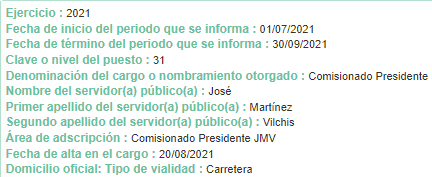 Ejercicio : 2021
Fecha de inicio del periodo que se informa : 01/07/2021
Fecha de término del periodo que se informa : 30/09/2021
Clave o nivel del puesto : 31
Denominación del cargo o nombramiento otorgado : Comisionado Presidente
Nombre del servidor(a) público(a) : José
Primer apellido del servidor(a) público(a) : Martínez
Segundo apellido del servidor(a) público(a) : Vilchis
Área de adscripción : Comisionado Presidente JMV
Fecha de alta en el cargo : 20/08/2021
Domicilio oficial: Tipo de vialidad : Carretera